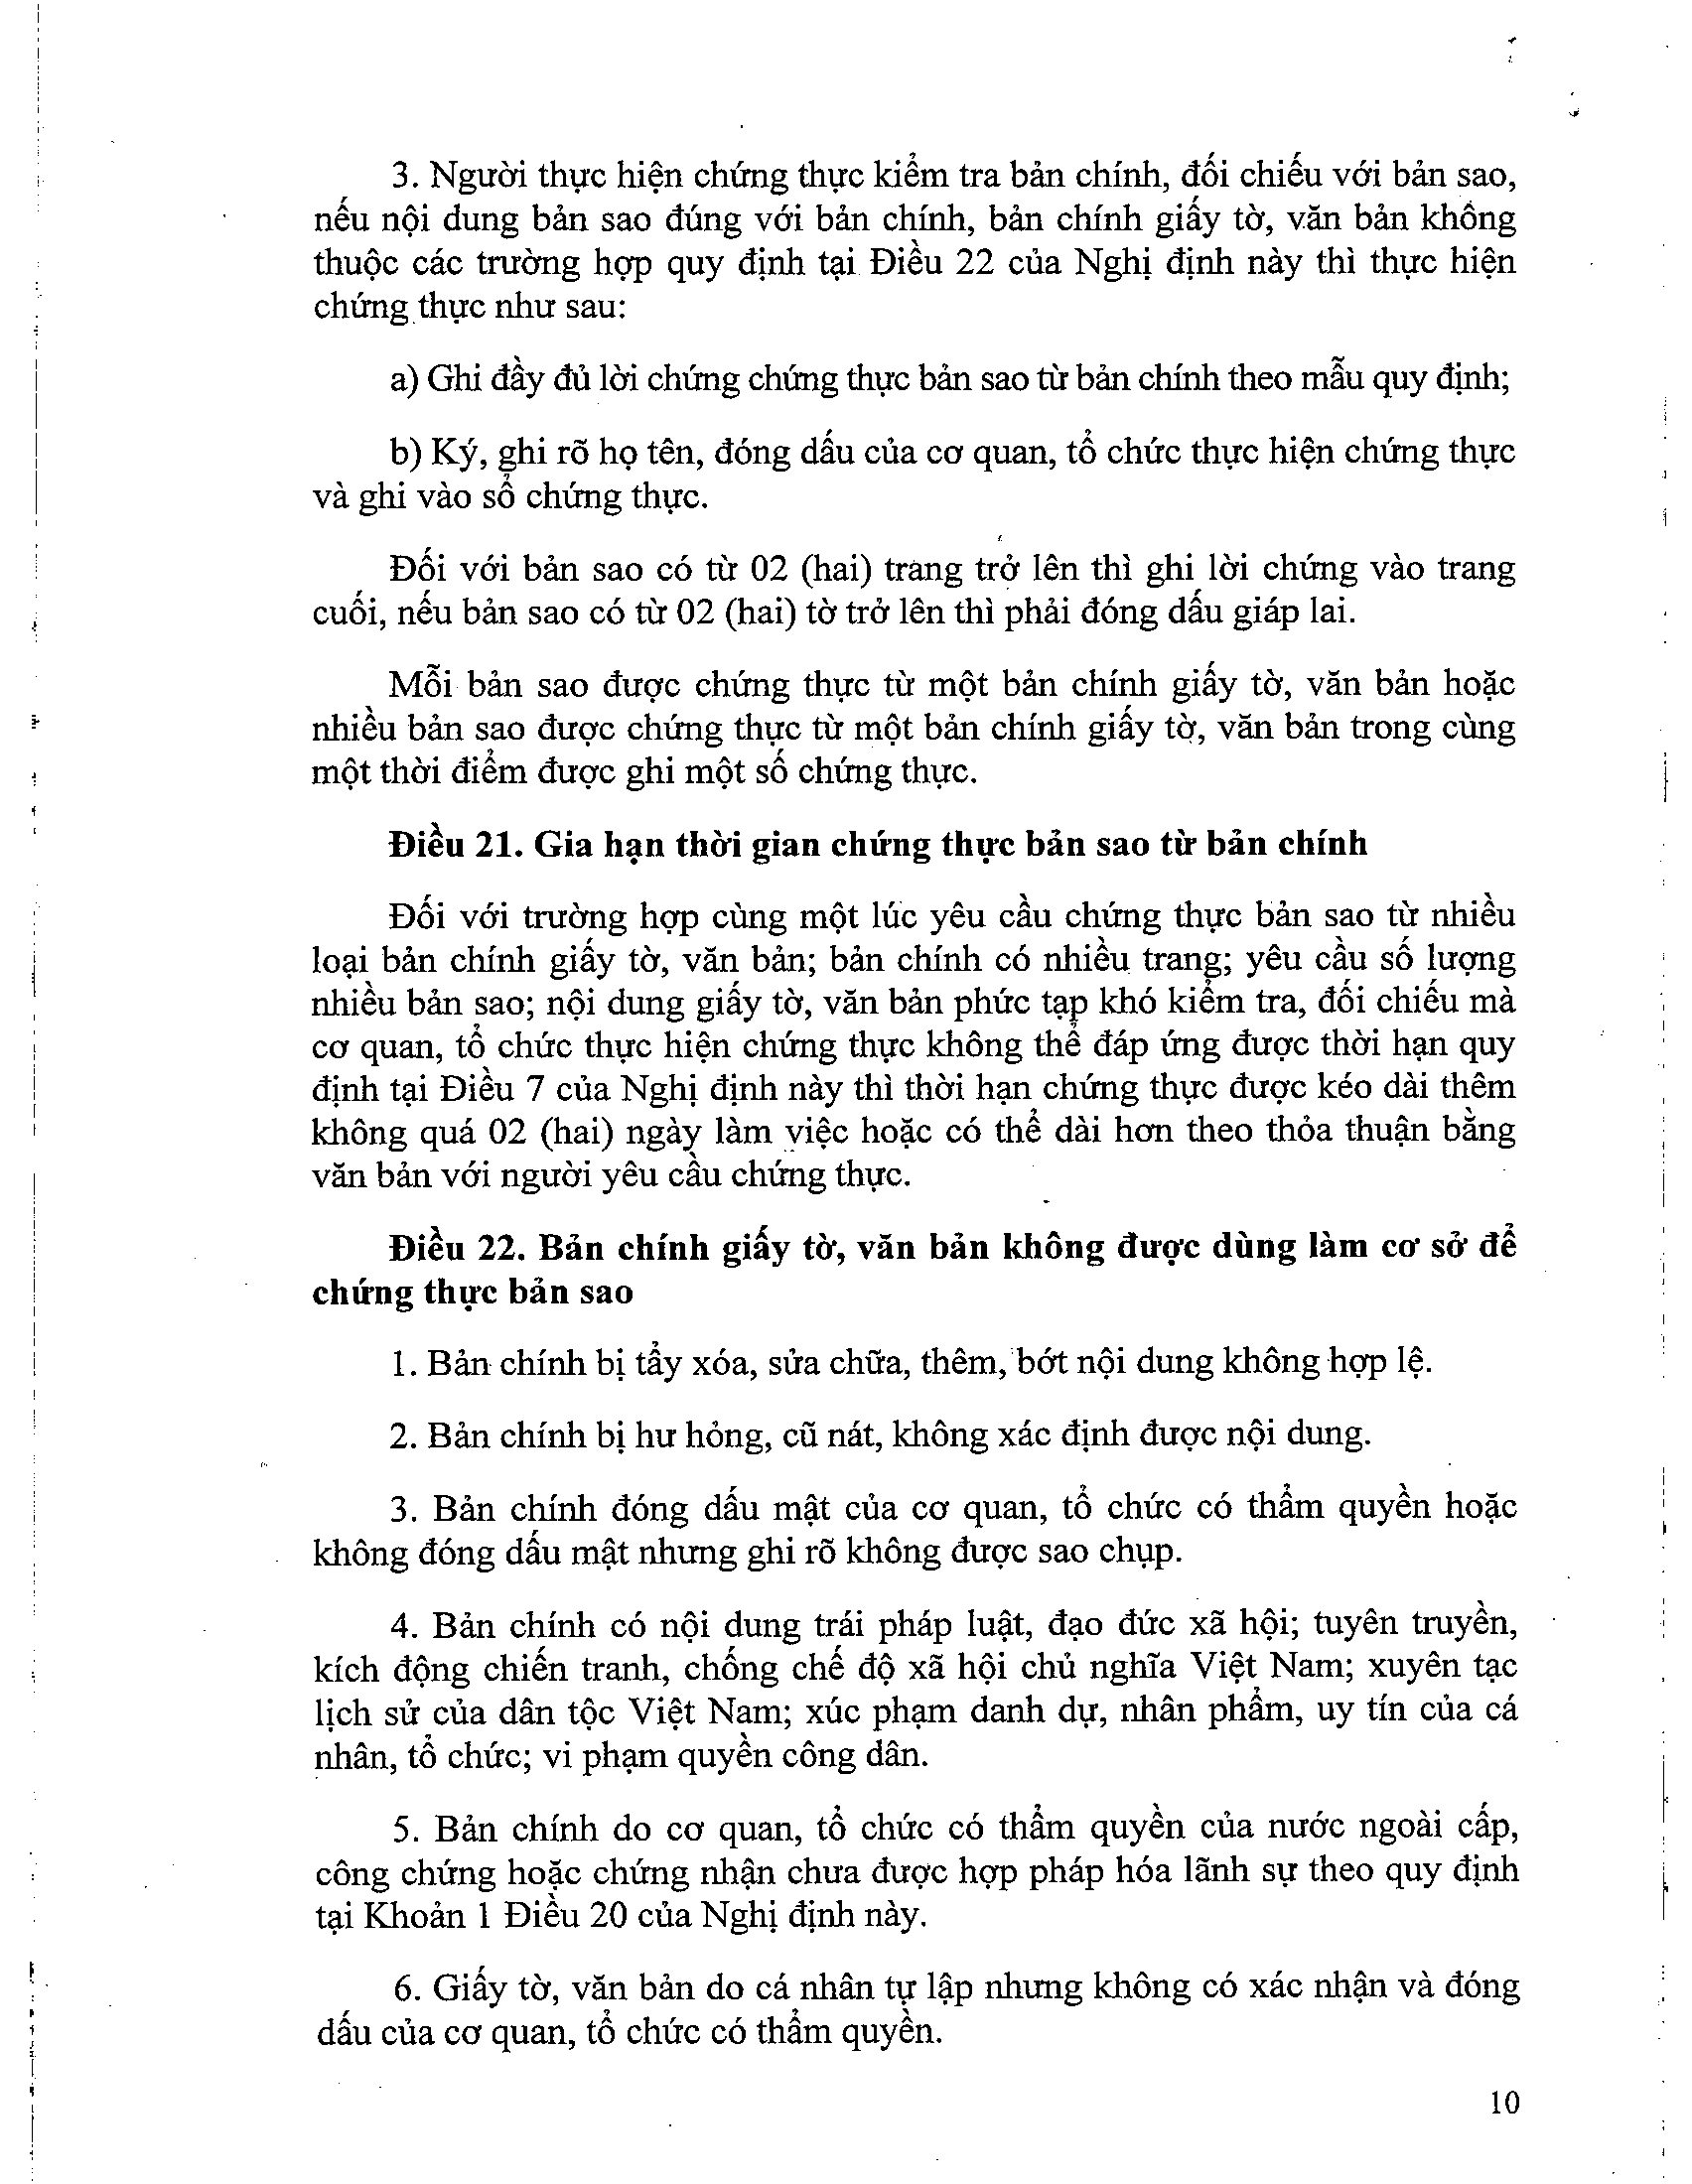 3. Người thực hiện chứng thực kiểm tra bản chính, đối chiếu với bản sao,
nếu nội dung bản sao đúng với bản chính, bản chính giấy tờ, văn bản không
thuộc các trường hợp quy định tại Điều 22 của Nghị định này thì thực hiện
chứng thực như sau:
a) Ghi đầy đủ lời chứng chứng thực bản sao từ bản chính theo mẫu quy định;
b) Ký, ghi rõ họ tên, đóng dấu của cơ quan, tổ chức thực hiện chứng thực
và ghi vào sổ chứng thực.
Đối với bản sao có từ 02 (hai) trang trở lên thì ghi lời chứng vào trang
cuối, nếu bản sao có từ 02 (hai) tờ trở lên thì phải đóng dấu giáp lai.
Mỗi bản sao được chứng thực từ một bản chính giấy tờ, văn bản hoặc
nhiều bản sao được chứng thực từ một bản chính giấy tờ, văn bản trong cùng
một thời điểm được ghi một số chứng thực.
Điều 21. Gia hạn thời gian chứng thực bản sao từ bản chính
Đối với trường hợp cùng một lúc yêu cầu chứng thực bản sao từ nhiều
loại bản chính giấy tờ, văn bản; bản chính có nhiều trang; yêu cầu số lượng
nhiều bản sao; nội dung giấy tờ, văn bản phức tạp khó kiểm tra, đối chiếu mà
cơ quan, tổ chức thực hiện chứng thực không thể đáp ứng được thời hạn quy
định tại Điều 7 của Nghị định này thì thời hạn chứng thực được kéo dài thêm
không quá 02 (hai) ngày làm việc hoặc có thể dài hơn theo thỏa thuận bằng
văn bản với người yêu cầu chứng thực.
Điều 22. Bản chính giấy tờ, văn bản không được dùng làm cơ sở để
chứng thực bản sao
1. Bản chính bị tẩy xóa, sửa chữa, thêm, bớt nội dung không hợp lệ.
2. Bản chính bị hư hỏng, cũ nát, không xác định được nội dung.
3. Bản chính đóng dấu mật của cơ quan, tổ chức có thẩm quyền hoặc
không đóng dấu mật nhưng ghi rõ không được sao chụp.
4. Bản chính có nội dung trái pháp luật, đạo đức xã hội; tuyên truyền,
kích động chiến tranh, chống chế độ xã hội chủ nghĩa Việt Nam; xuyên tạc
lịch sử của dân tộc Việt Nam; xúc phạm danh dự, nhân phẩm, uy tín của cá
nhân, tổ chức; vi phạm quyền công dân.
5. Bản chính do cơ quan, tổ chức có thẩm quyền của nước ngoài cấp,
công chứng hoặc chứng nhận chưa được hợp pháp hóa lãnh sự theo quy định
tại Khoản 1 Điều 20 của Nghị định này.
6. Giấy tờ, văn bản do cá nhân tự lập nhưng không có xác nhận và đóng
dấu của cơ quan, tổ chức có thẩm quyền.
10